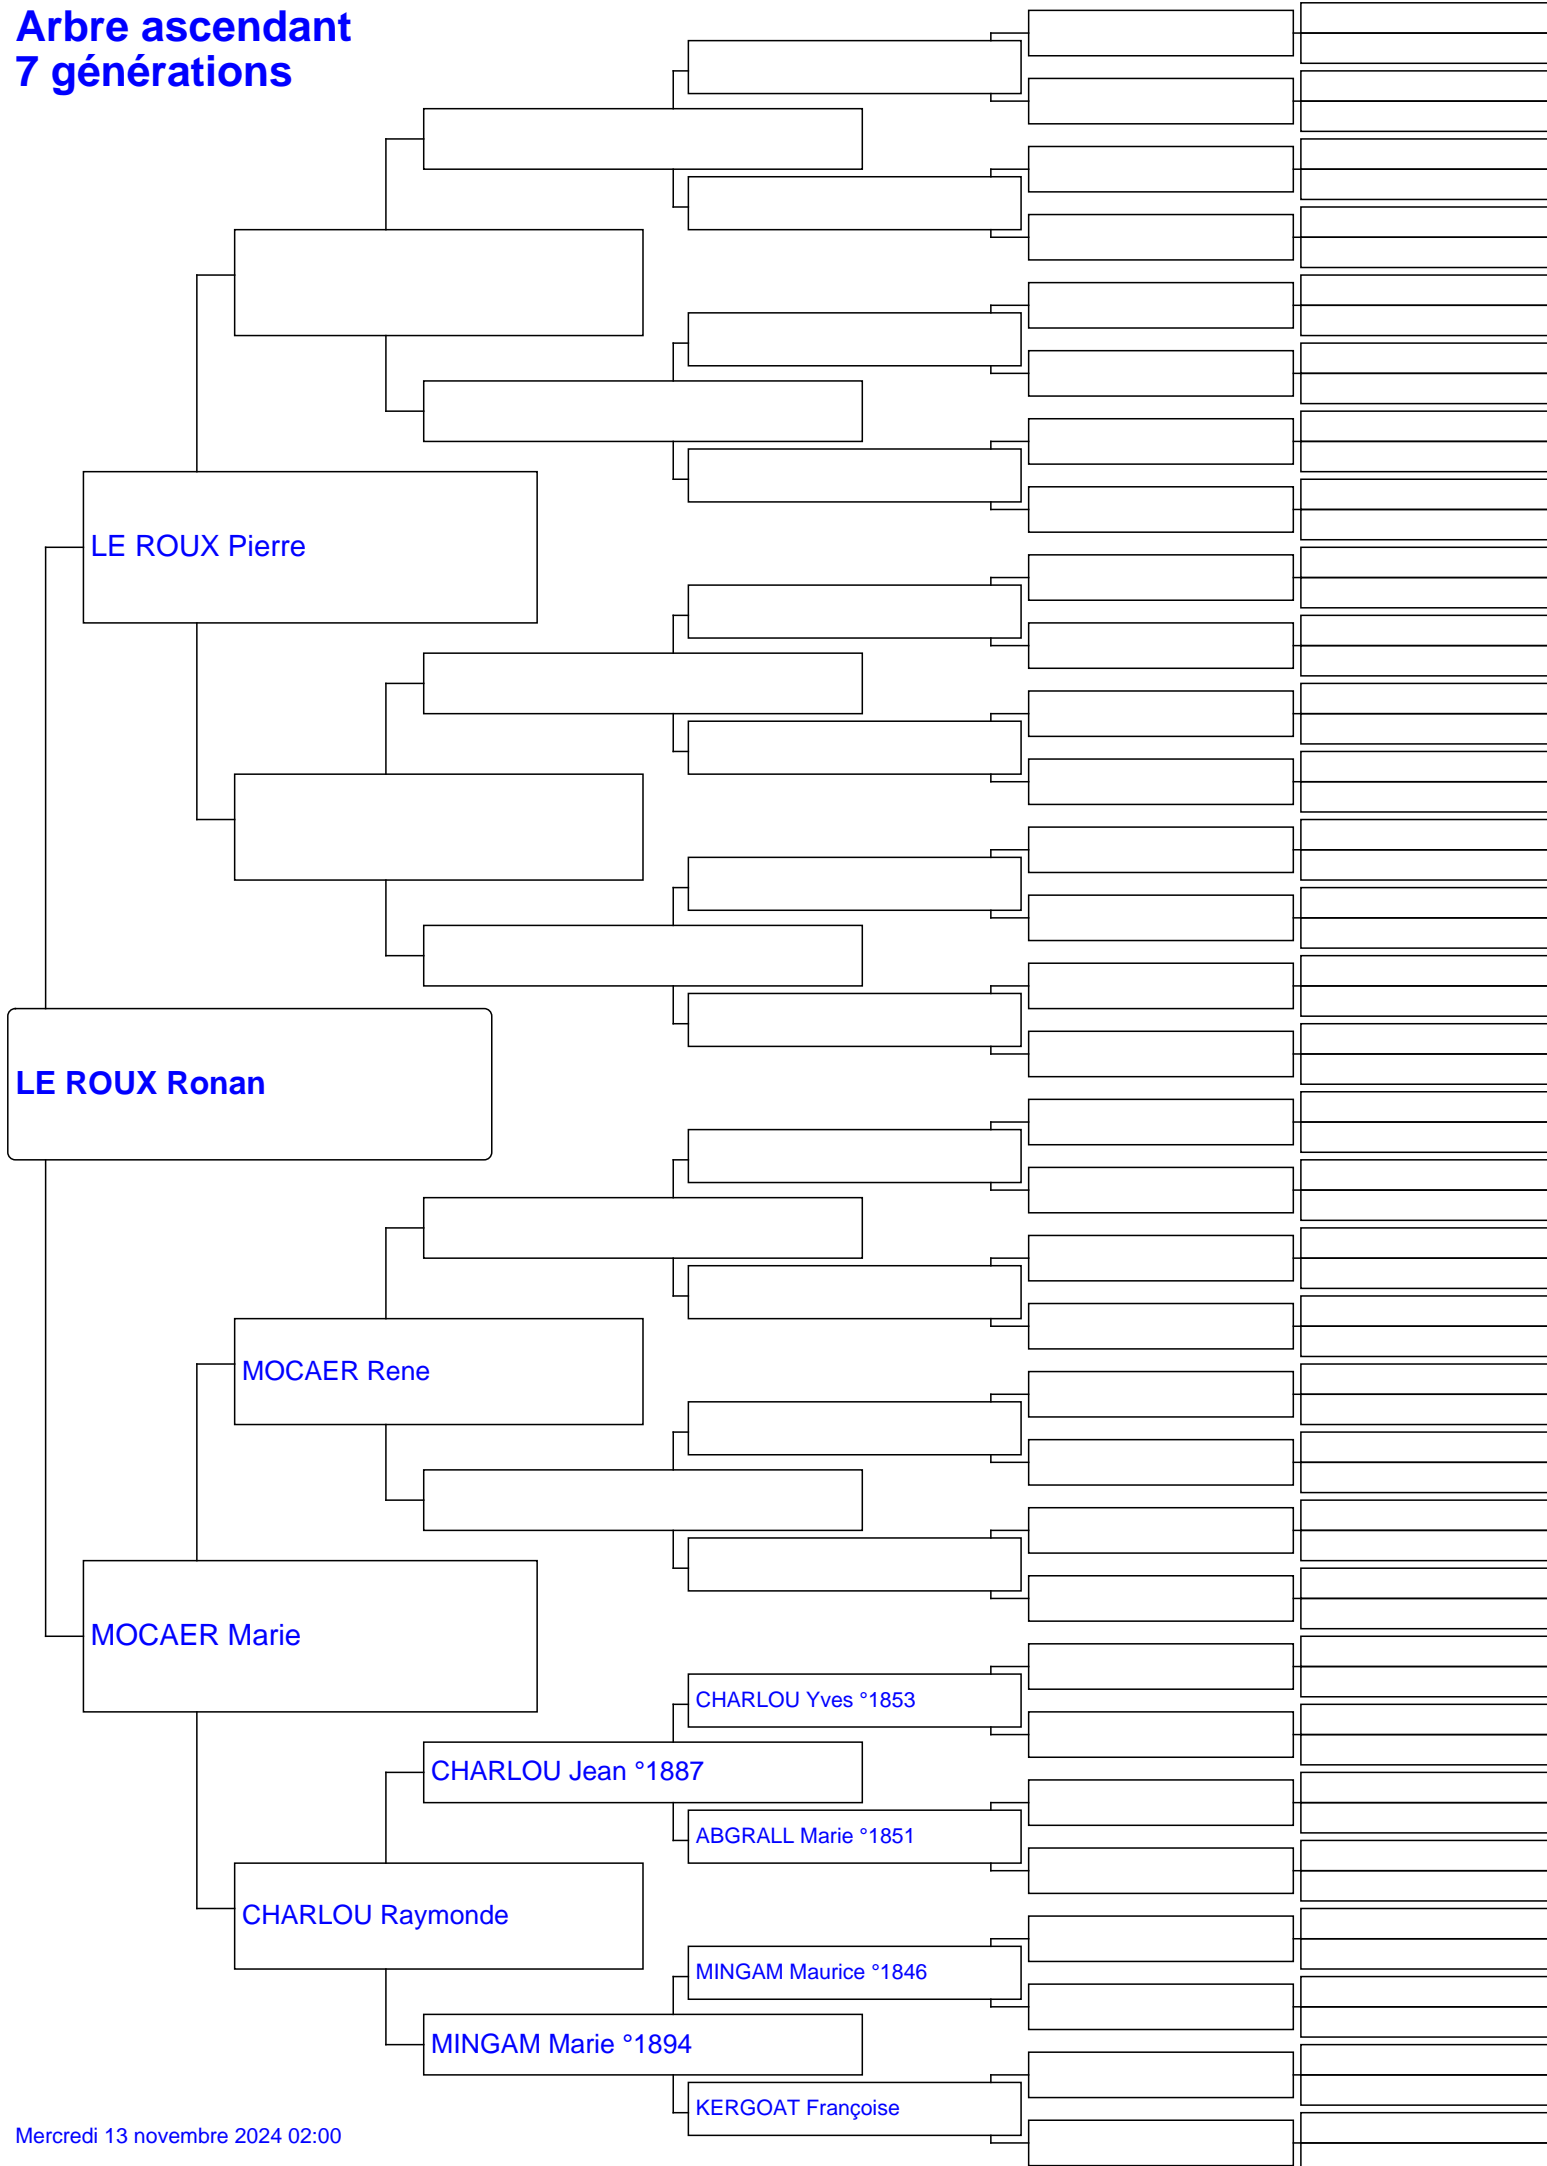 Arbre ascendant
7 générations
LE ROUX Pierre
LE ROUX Ronan
MOCAER Rene
MOCAER Marie
CHARLOU Yves °1853
CHARLOU Jean °1887
ABGRALL Marie °1851
CHARLOU Raymonde
MINGAM Maurice °1846
MINGAM Marie °1894
KERGOAT Françoise
Mercredi 13 novembre 2024 02:00